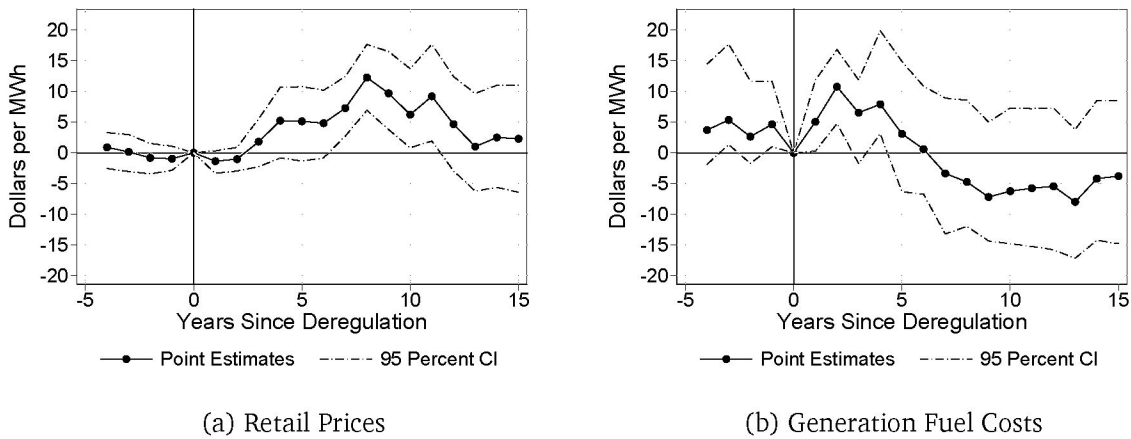 Dollars per MWh
20
15
10
5
0
-5
-10
-15
-20
-5
0
5
10
15
Years Since Deregulation
Point Estimates
95 Percent CI
(a) Retail Prices
Dollars per MWh
20
15
10
5
0
-5
-10
-15
-20
-5
0
5
10
15
Years Since Deregulation
Point Estimates
95 Percent CI
(b) Generation Fuel Costs